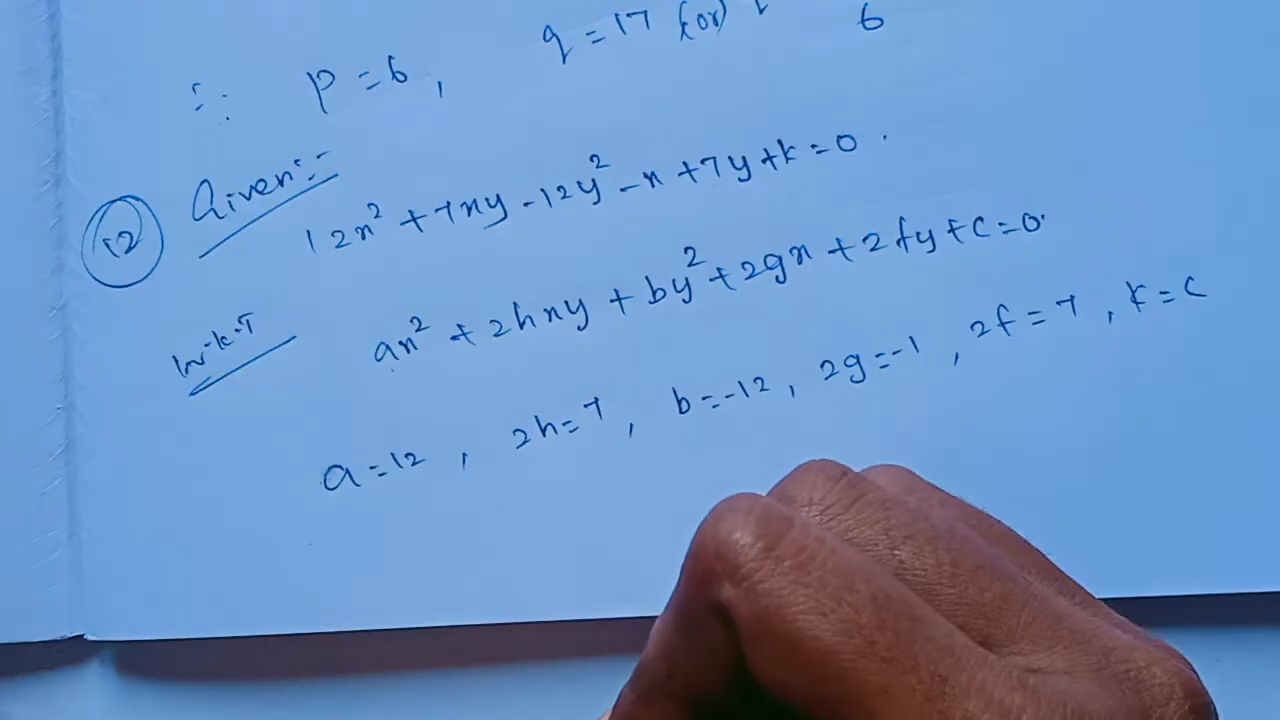 ∴ p = 6, q = 17 (or) 6
(12) Given:-
12x² + 7xy - 12y² - x + 7y + k = 0.
W.K.T ax² + 2hxy + by² + 2gx + 2fy + c = 0.
a = 12, 2h = 7, b = -12, 2g = -1, 2f = 7, k = c